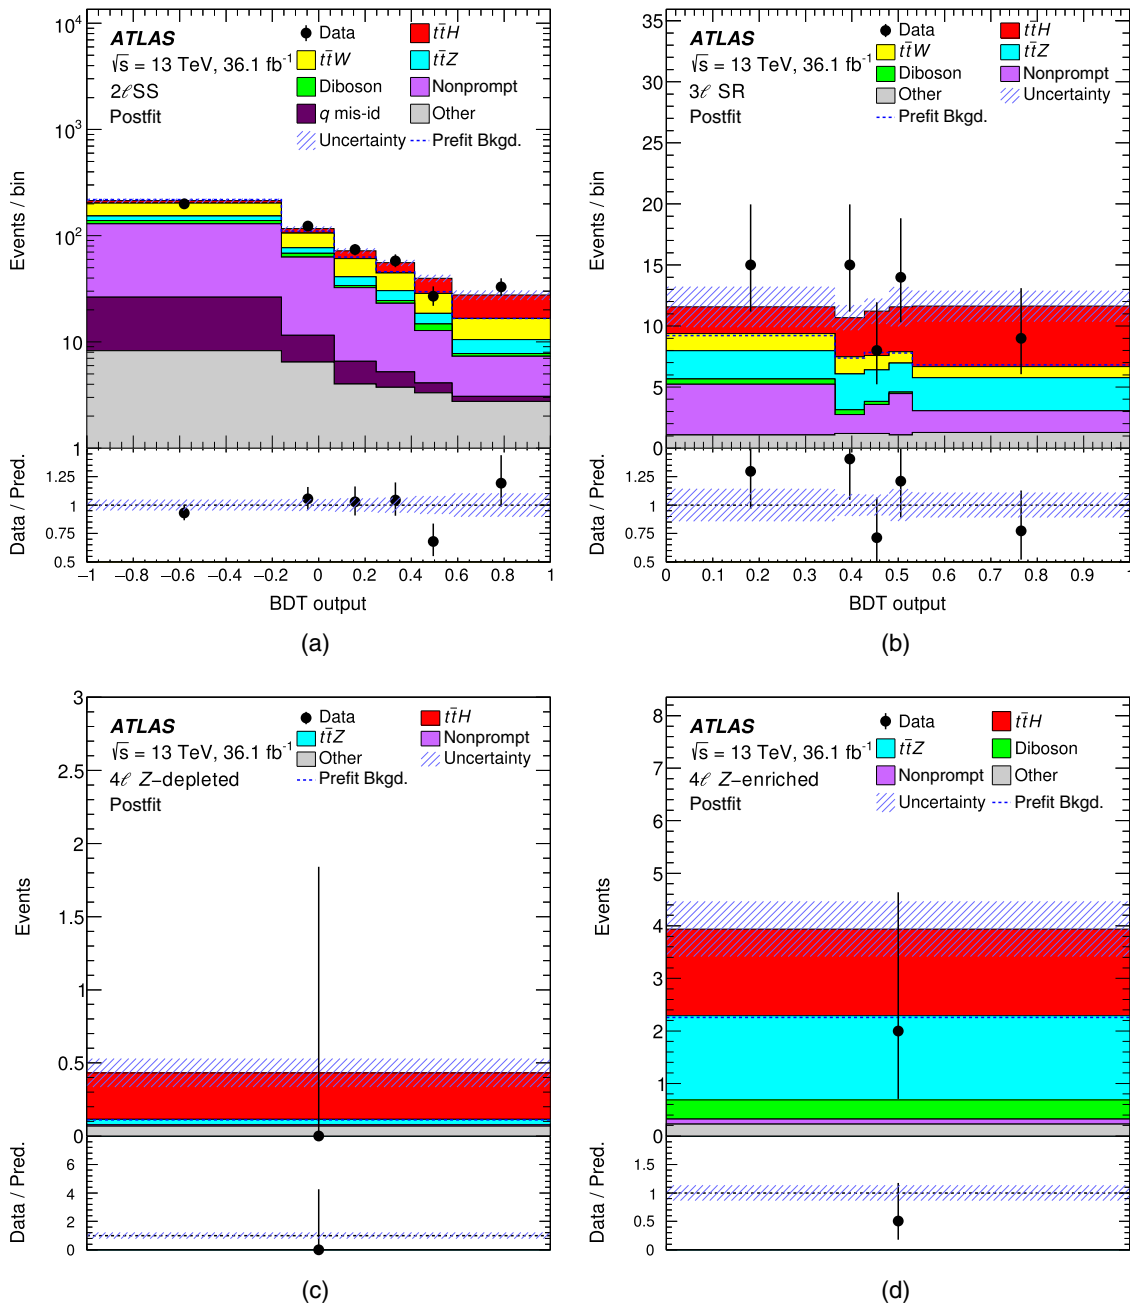 ATLAS
√s = 13 TeV, 36.1 fb⁻¹
2ℓSS
Postfit
Data
tt̄H
tt̄W
tt̄Z
Diboson
Nonprompt
q mis-id
Other
Uncertainty
Prefit Bkgd.
Events / bin
10⁴
10³
10²
10
1
Data / Pred.
1
1.25
1
0.75
0.5
−1 −0.8 −0.6 −0.4 −0.2 0 0.2 0.4 0.6 0.8 1
BDT output
(a)
ATLAS
√s = 13 TeV, 36.1 fb⁻¹
3ℓ SR
Postfit
Data
tt̄H
tt̄W
tt̄Z
Diboson
Nonprompt
Other
Uncertainty
Prefit Bkgd.
Events / bin
35
30
25
20
15
10
5
0
Data / Pred.
1.25
1
0.75
0.5
0 0.1 0.2 0.3 0.4 0.5 0.6 0.7 0.8 0.9 1
BDT output
(b)
ATLAS
√s = 13 TeV, 36.1 fb⁻¹
4ℓ Z−depleted
Postfit
Data
tt̄H
tt̄Z
Nonprompt
Other
Uncertainty
Prefit Bkgd.
Events
3
2.5
2
1.5
1
0.5
0
Data / Pred.
6
4
2
0
(c)
ATLAS
√s = 13 TeV, 36.1 fb⁻¹
4ℓ Z−enriched
Postfit
Data
tt̄H
tt̄Z
Diboson
Nonprompt
Other
Uncertainty
Prefit Bkgd.
Events
8
7
6
5
4
3
2
1
0
Data / Pred.
1.5
1
0.5
0
(d)